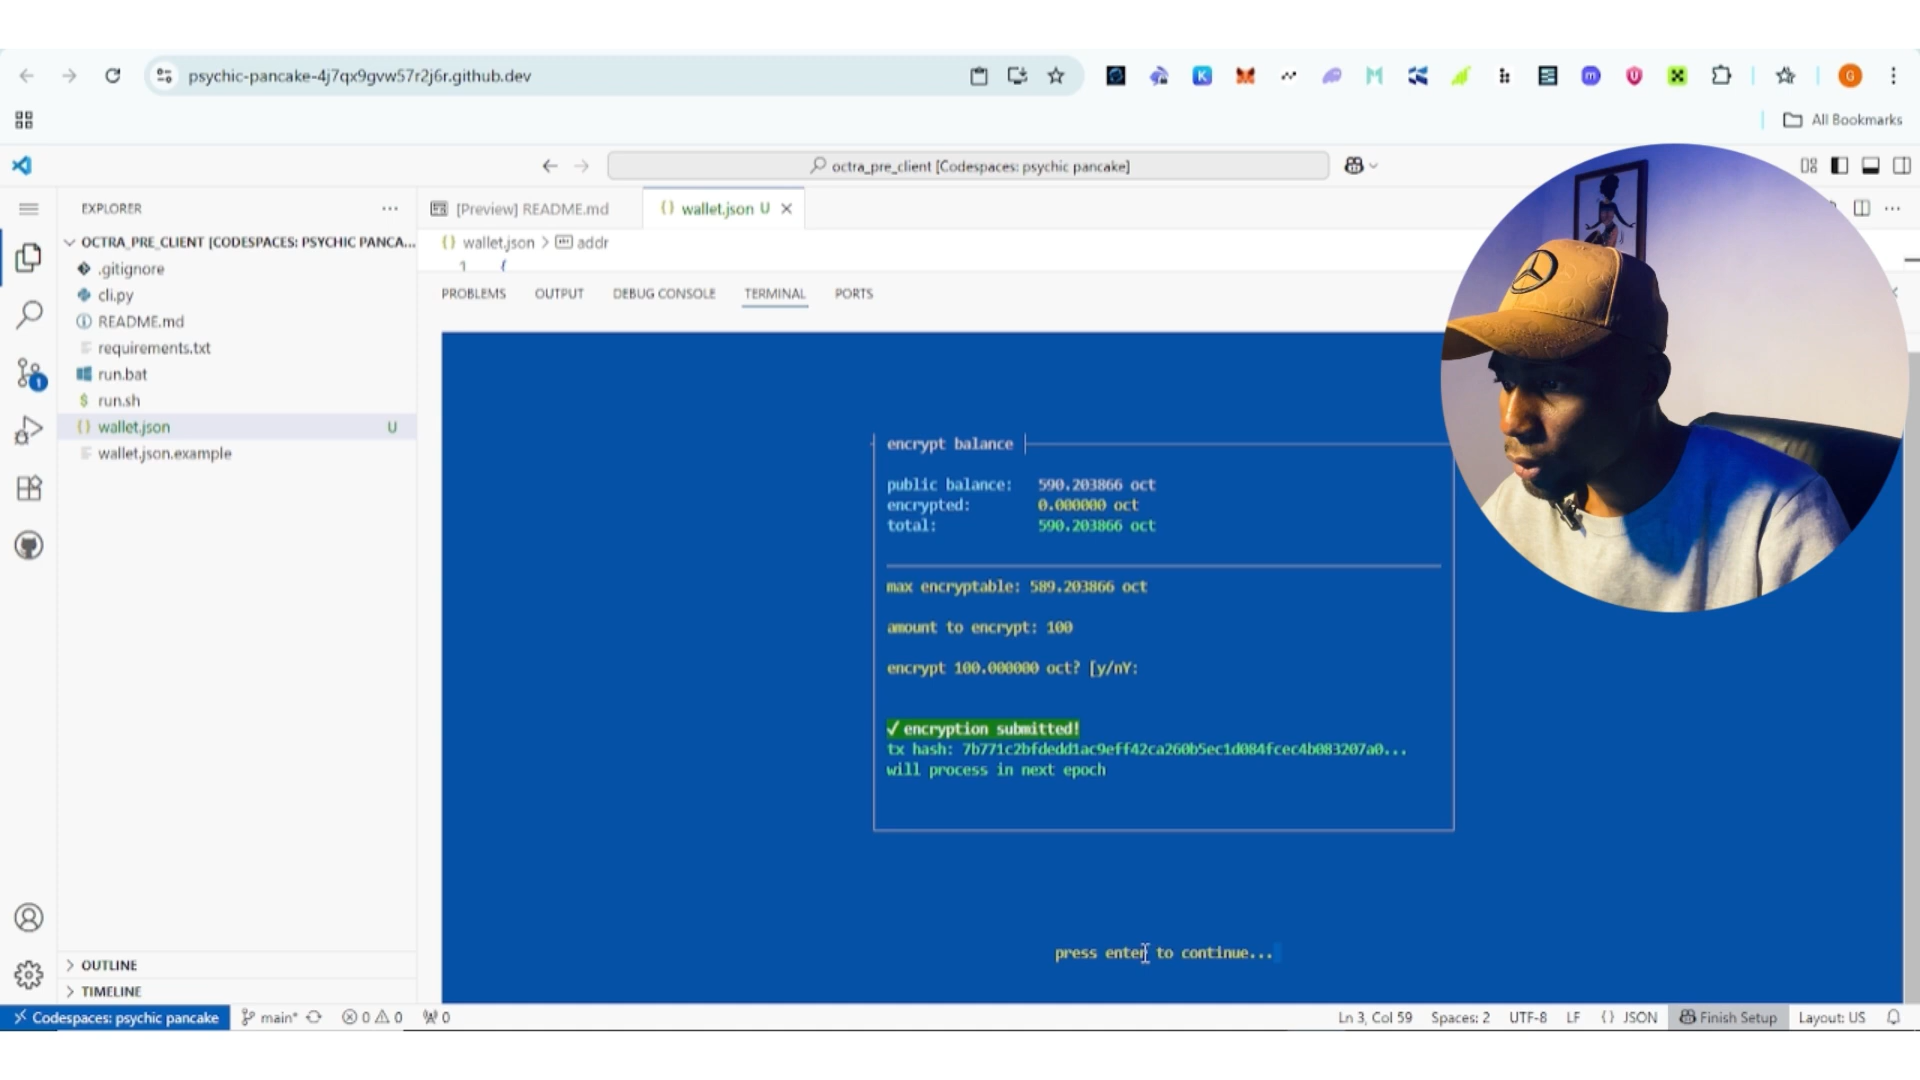 psychic-pancake-4j7qx9gvw57r2j6r.github.dev
G
All Bookmarks
octra_pre_client [Codespaces: psychic pancake]
EXPLORER
[Preview] README.md
wallet.json U
OCTRA_PRE_CLIENT [CODESPACES: PSYCHIC PANCA...
{} wallet.json > addr
1 {
.gitignore
cli.py
README.md
requirements.txt
run.bat
$ run.sh
{} wallet.json U
wallet.json.example
PROBLEMS OUTPUT DEBUG CONSOLE TERMINAL PORTS
encrypt balance
public balance: 590.203866 oct
encrypted: 0.000000 oct
total: 590.203866 oct
max encryptable: 589.203866 oct
amount to encrypt: 100
encrypt 100.000000 oct? [y/nY:
✓ encryption submitted!
tx hash: 7b771c2bfdedd1ac9eff42ca260b5ec1d084fcec4b083207a0...
will process in next epoch
press enter to continue...
OUTLINE
TIMELINE
Codespaces: psychic pancake main* 0 0 0 Ln 3, Col 59 Spaces: 2 UTF-8 LF {} JSON Finish Setup Layout: US